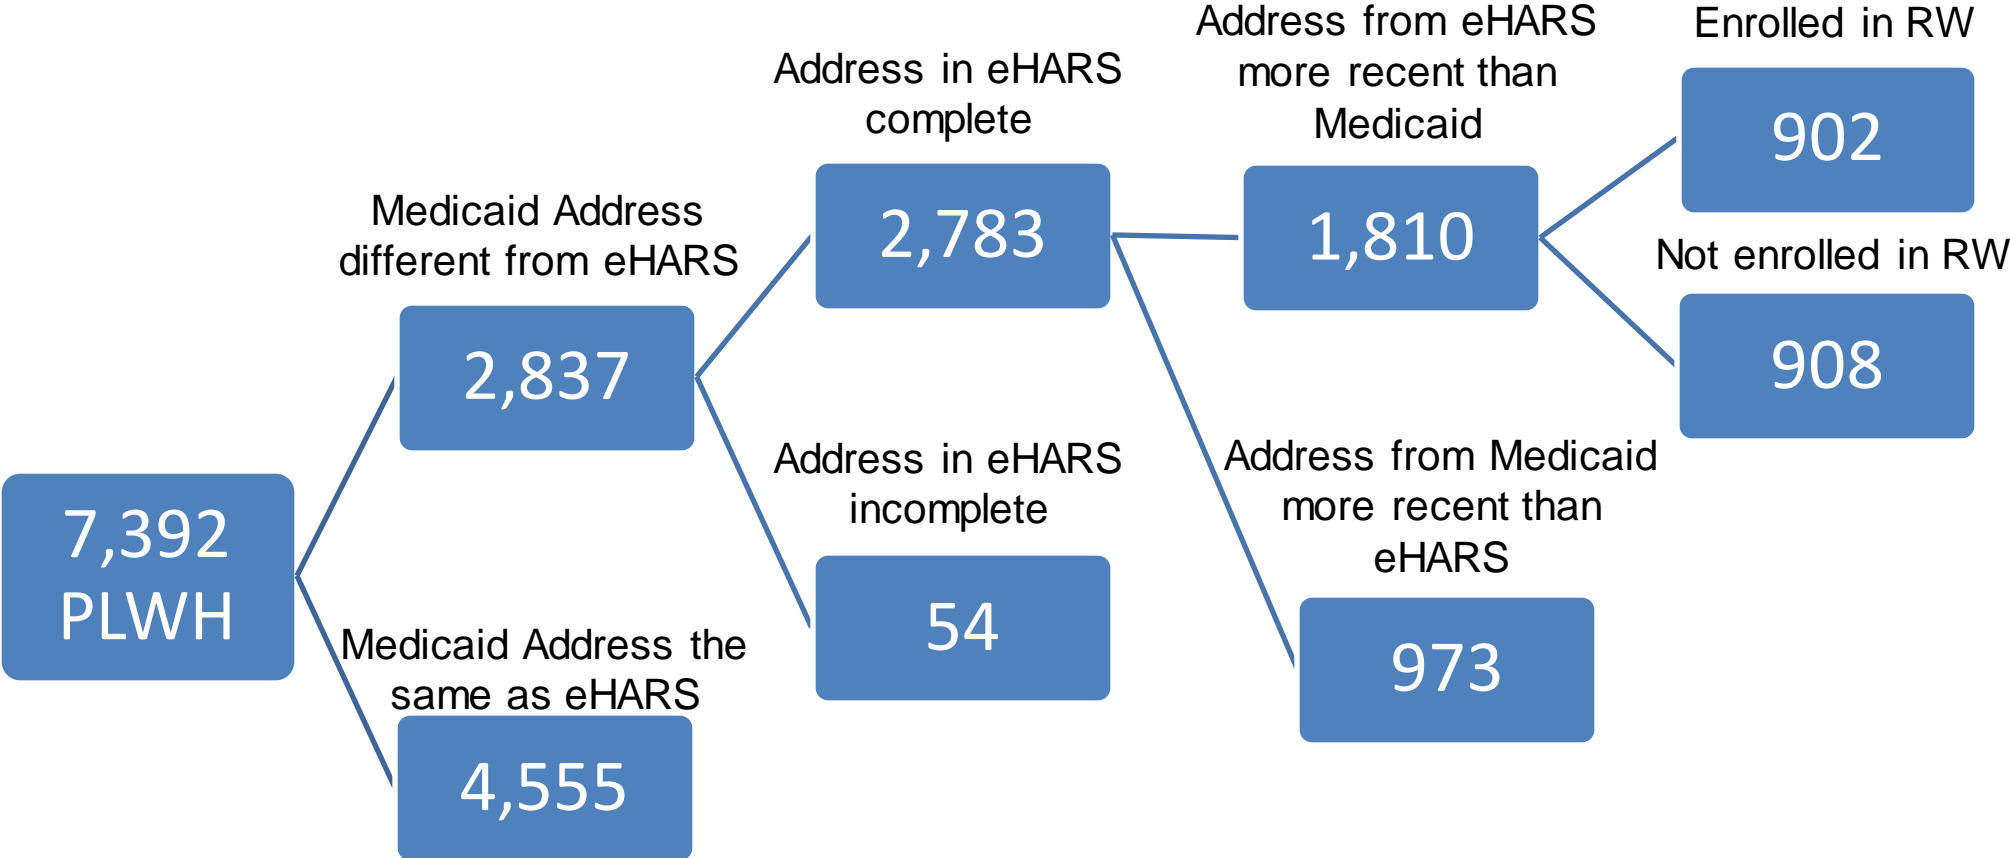 7,392
PLWH
Medicaid Address
different from eHARS
2,837
Medicaid Address the
same as eHARS
4,555
Address in eHARS
complete
2,783
Address in eHARS
incomplete
54
Address from eHARS
more recent than
Medicaid
1,810
Address from Medicaid
more recent than
eHARS
973
Enrolled in RW
902
Not enrolled in RW
908